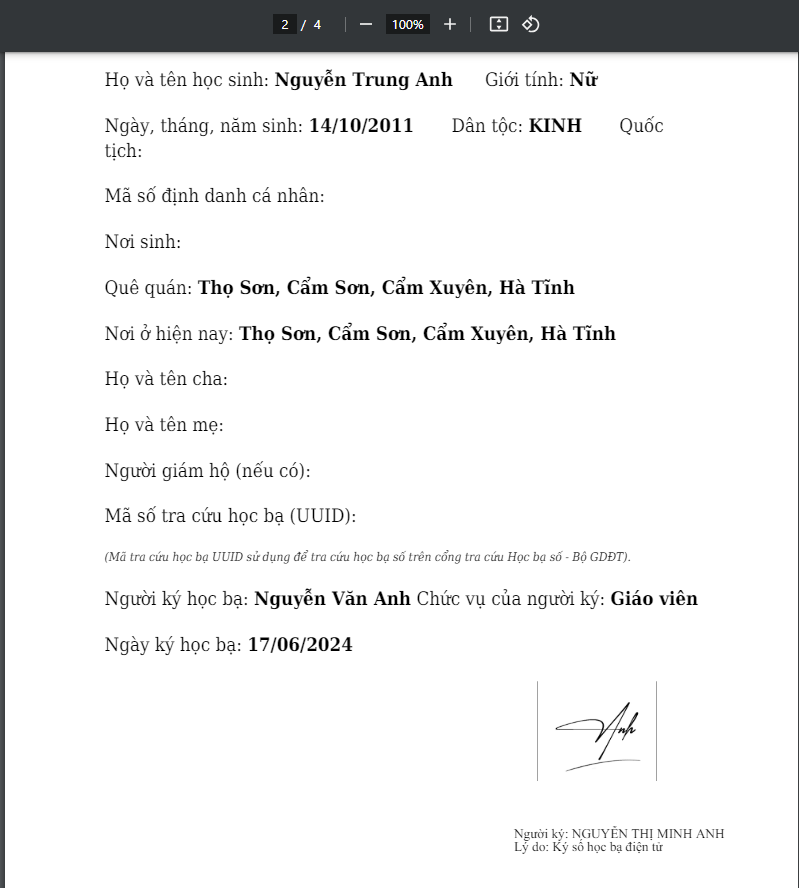 2 / 4 100%
Họ và tên học sinh: Nguyễn Trung Anh Giới tính: Nữ
Ngày, tháng, năm sinh: 14/10/2011 Dân tộc: KINH Quốc
tịch:
Mã số định danh cá nhân:
Nơi sinh:
Quê quán: Thọ Sơn, Cẩm Sơn, Cẩm Xuyên, Hà Tĩnh
Nơi ở hiện nay: Thọ Sơn, Cẩm Sơn, Cẩm Xuyên, Hà Tĩnh
Họ và tên cha:
Họ và tên mẹ:
Người giám hộ (nếu có):
Mã số tra cứu học bạ (UUID):
(Mã tra cứu học bạ UUID sử dụng để tra cứu học bạ số trên cổng tra cứu Học bạ số - Bộ GDĐT).
Người ký học bạ: Nguyễn Văn Anh Chức vụ của người ký: Giáo viên
Ngày ký học bạ: 17/06/2024
Anh
Người ký: NGUYỄN THỊ MINH ANH
Lý do: Ký số học bạ điện tử